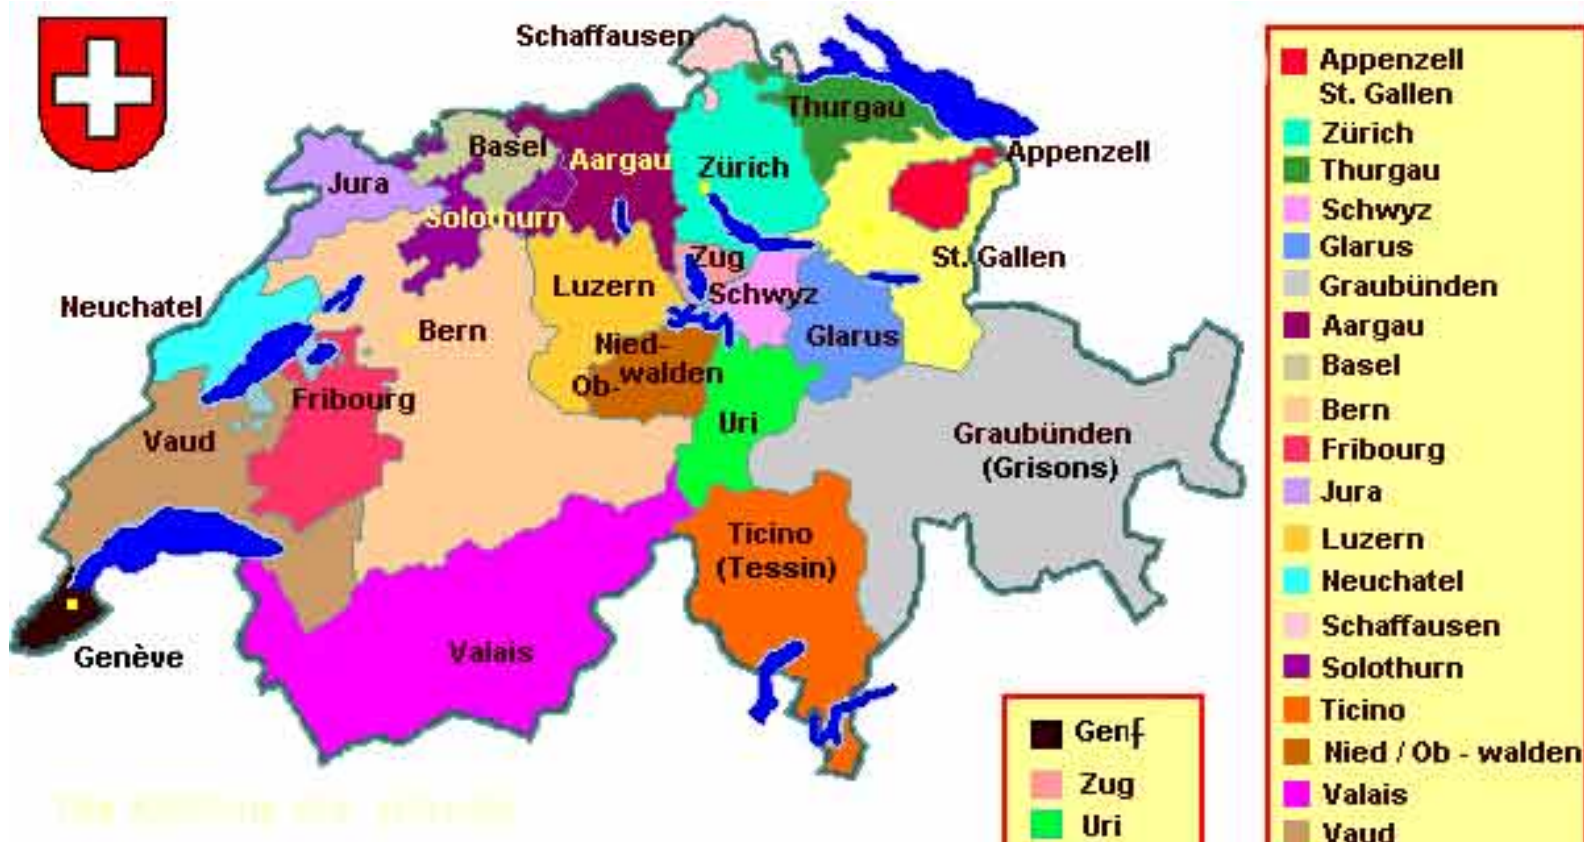 Schaffausen
Thurgau
Basel
Aargau
Zürich
Appenzell
Jura
Solothurn
St. Gallen
Zug
Luzern
Schwyz
Neuchatel
Bern
Glarus
Nied-
walden
Ob-
Fribourg
Uri
Vaud
Graubünden
(Grisons)
Ticino
(Tessin)
Genève
Valais
Genf
Zug
Uri
Appenzell
St. Gallen
Zürich
Thurgau
Schwyz
Glarus
Graubünden
Aargau
Basel
Bern
Fribourg
Jura
Luzern
Neuchatel
Schaffausen
Solothurn
Ticino
Nied / Ob - walden
Valais
Vaud